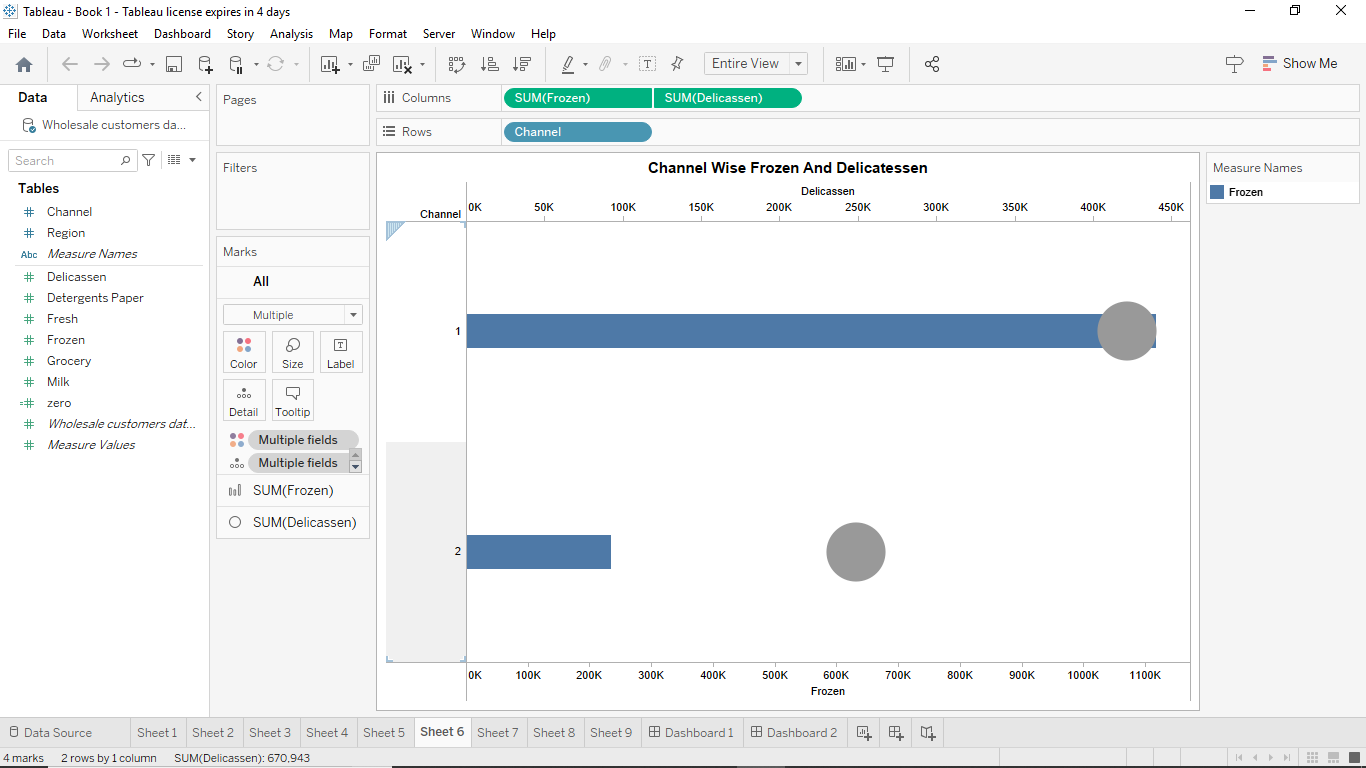 Tableau - Book 1 - Tableau license expires in 4 days
File Data Worksheet Dashboard Story Analysis Map Format Server Window Help
Entire View
Show Me
Data Analytics
Wholesale customers da...
Search
Tables
Channel
Region
Abc Measure Names
Delicassen
Detergents Paper
Fresh
Frozen
Grocery
Milk
zero
Wholesale customers dat...
Measure Values
Pages
Filters
Marks
All
Multiple
Color Size Label
Detail Tooltip
Multiple fields
Multiple fields
SUM(Frozen)
SUM(Delicassen)
Columns SUM(Frozen) SUM(Delicassen)
Rows Channel
Channel Wise Frozen And Delicatessen
Delicassen
Channel 0K 50K 100K 150K 200K 250K 300K 350K 400K 450K
1
2
0K 100K 200K 300K 400K 500K 600K 700K 800K 900K 1000K 1100K
Frozen
Measure Names
Frozen
Data Source Sheet 1 Sheet 2 Sheet 3 Sheet 4 Sheet 5 Sheet 6 Sheet 7 Sheet 8 Sheet 9 Dashboard 1 Dashboard 2
4 marks 2 rows by 1 column SUM(Delicassen): 670,943